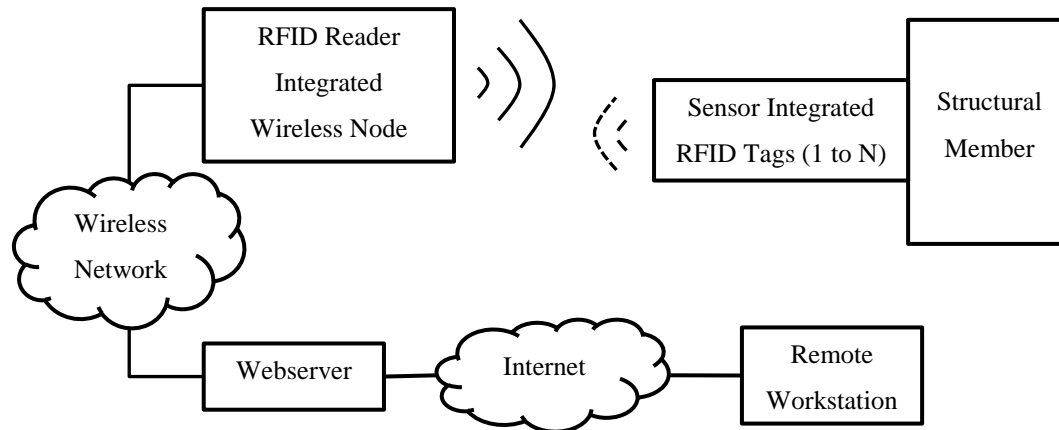 RFID Reader
Integrated
Wireless Node
Sensor Integrated
RFID Tags (1 to N)
Structural
Member
Wireless
Network
Webserver
Internet
Remote
Workstation